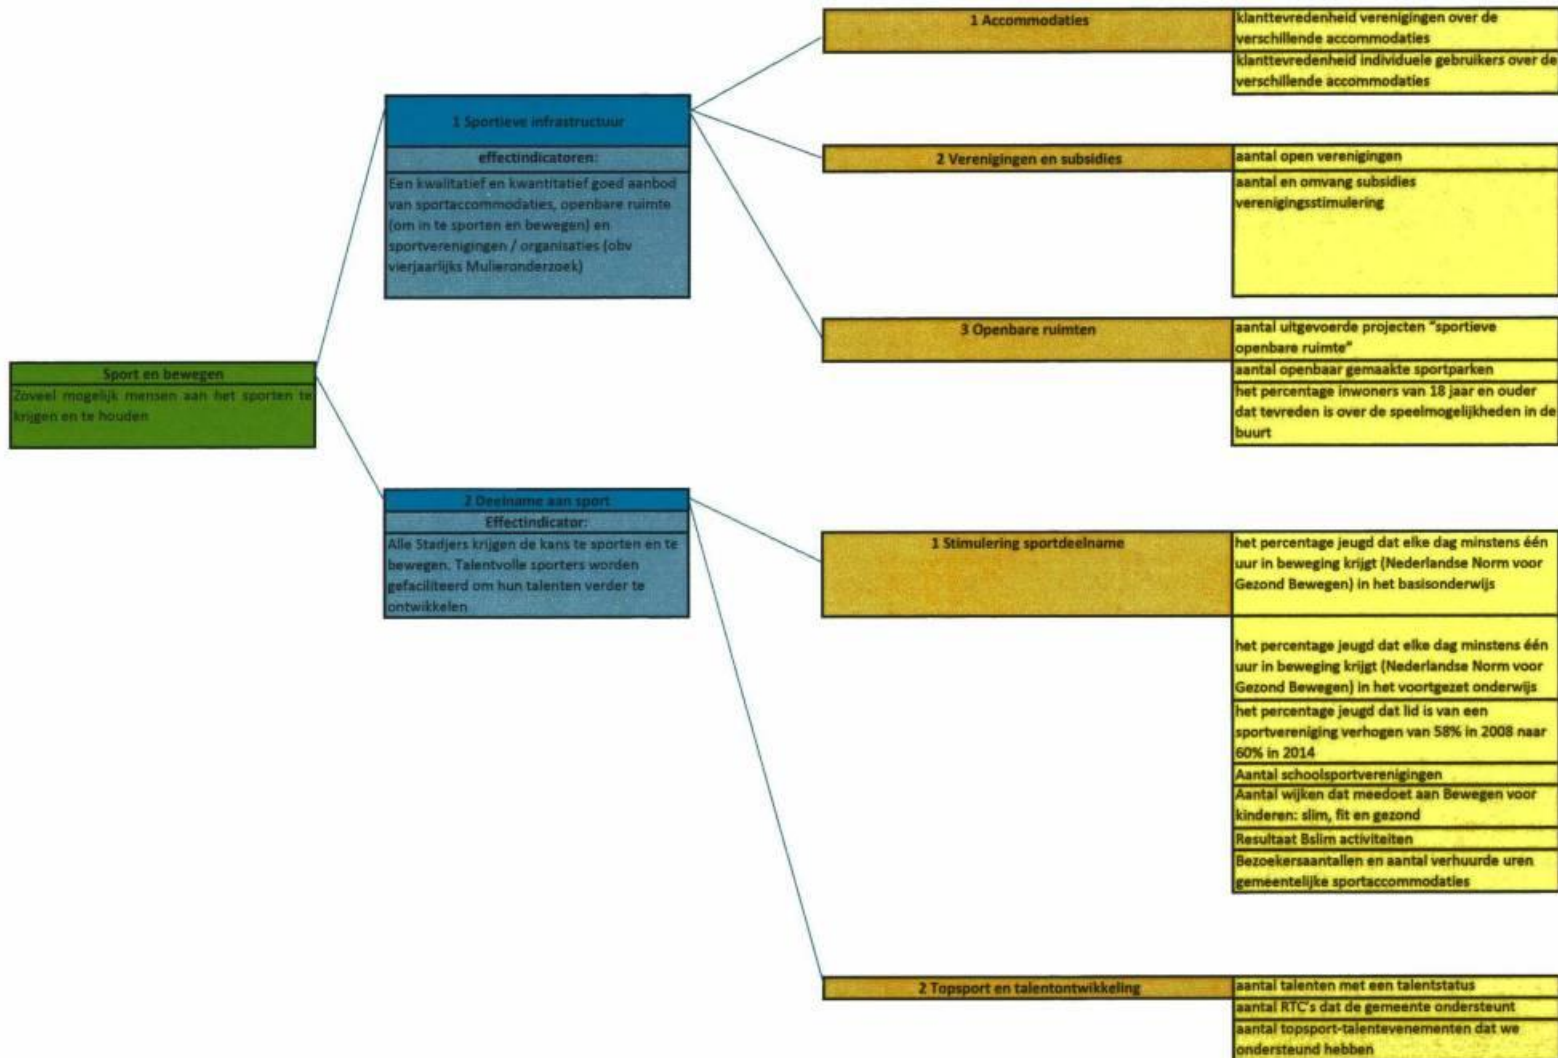 Sport en bewegen
Zoveel mogelijk mensen aan het sporten te
krijgen en te houden
1 Sportieve infrastructuur
effectindicatoren:
Een kwalitatief en kwantitatief goed aanbod
van sportaccommodaties, openbare ruimte
(om in te sporten en bewegen) en
sportverenigingen / organisaties (obv
vierjaarlijks Mulieronderzoek)
1 Accommodaties
klanttevredenheid verenigingen over de
verschillende accommodaties
klanttevredenheid individuele gebruikers over de
verschillende accommodaties
2 Verenigingen en subsidies
aantal open verenigingen
aantal en omvang subsidies
verenigingsstimulering
3 Openbare ruimten
aantal uitgevoerde projecten "sportieve
openbare ruimte"
aantal openbaar gemaakte sportparken
het percentage inwoners van 18 jaar en ouder
dat tevreden is over de speelmogelijkheden in de
buurt
2 Deelname aan sport
Effectindicator:
Alle Stadjers krijgen de kans te sporten en te
bewegen. Talentvolle sporters worden
gefaciliteerd om hun talenten verder te
ontwikkelen
1 Stimulering sportdeelname
het percentage jeugd dat elke dag minstens één
uur in beweging krijgt (Nederlandse Norm voor
Gezond Bewegen) in het basisonderwijs
het percentage jeugd dat elke dag minstens één
uur in beweging krijgt (Nederlandse Norm voor
Gezond Bewegen) in het voortgezet onderwijs
het percentage jeugd dat lid is van een
sportvereniging verhogen van 58% in 2008 naar
60% in 2014
Aantal schoolsportverenigingen
Aantal wijken dat meedoet aan Bewegen voor
kinderen: slim, fit en gezond
Resultaat Bslim activiteiten
Bezoekersaantallen en aantal verhuurde uren
gemeentelijke sportaccommodaties
2 Topsport en talentontwikkeling
aantal talenten met een talentstatus
aantal RTC's dat de gemeente ondersteunt
aantal topsport-talentevenementen dat we
ondersteund hebben